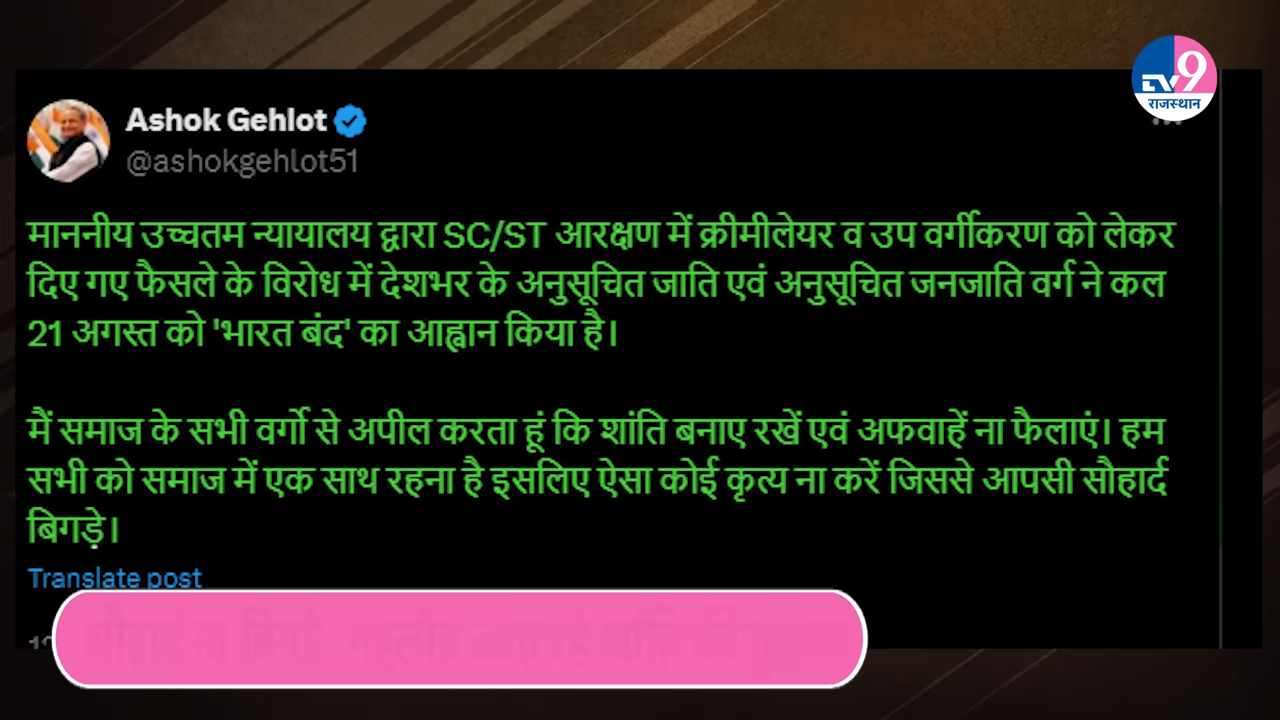 TV9
राजस्थान
Ashok Gehlot
@ashokgehlot51
माननीय उच्चतम न्यायालय द्वारा SC/ST आरक्षण में क्रीमीलेयर व उप वर्गीकरण को लेकर
दिए गए फैसले के विरोध में देशभर के अनुसूचित जाति एवं अनुसूचित जनजाति वर्ग ने कल
21 अगस्त को 'भारत बंद' का आह्वान किया है।
मैं समाज के सभी वर्गो से अपील करता हूं कि शांति बनाए रखें एवं अफवाहें ना फैलाएं। हम
सभी को समाज में एक साथ रहना है इसलिए ऐसा कोई कृत्य ना करें जिससे आपसी सौहार्द
बिगड़े।
Translate post